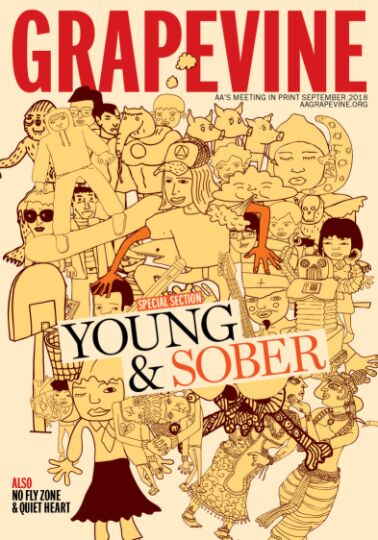 GRAPEVINE
AA'S MEETING IN PRINT SEPTEMBER 2018
AAGRAPEVINE.ORG
SPECIAL SECTION:
YOUNG
& SOBER
ALSO
NO FLY ZONE
& QUIET HEART